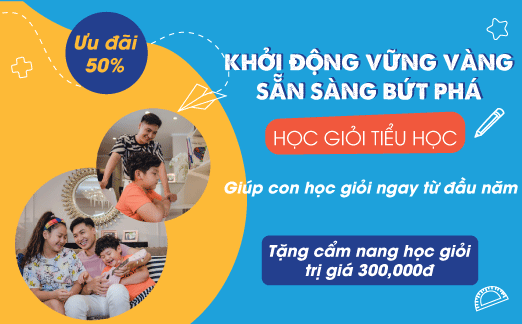 Ưu đãi
50%
KHỞI ĐỘNG VỮNG VÀNG
SẴN SÀNG BỨT PHÁ
HỌC GIỎI TIỂU HỌC
Giúp con học giỏi ngay từ đầu năm
Tặng cẩm nang học giỏi
trị giá 300,000đ